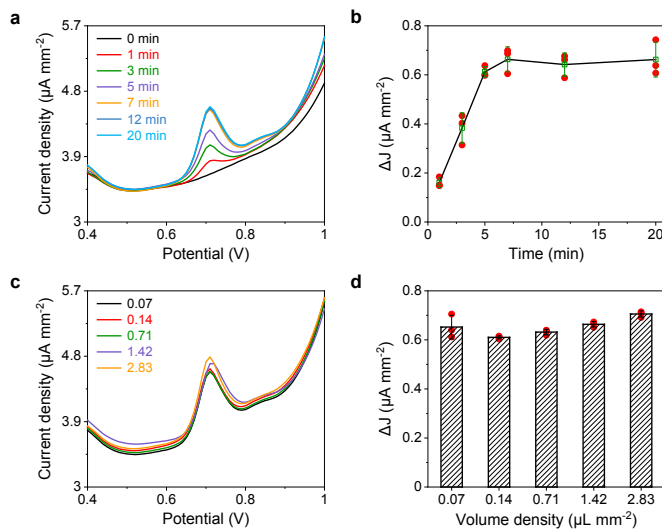 a
5.7
4.8
3.9
3
Current density (µA mm⁻²)
0 min
1 min
3 min
5 min
7 min
12 min
20 min
0.4 0.6 0.8 1
Potential (V)
b
0.8
0.6
0.4
0.2
0.0
ΔJ (µA mm⁻²)
0 5 10 15 20
Time (min)
c
5.7
4.8
3.9
3
Current density (µA mm⁻²)
0.07
0.14
0.71
1.42
2.83
0.4 0.6 0.8 1
Potential (V)
d
0.8
0.6
0.4
0.2
0
ΔJ (µA mm⁻²)
0.07 0.14 0.71 1.42 2.83
Volume density (µL mm⁻²)